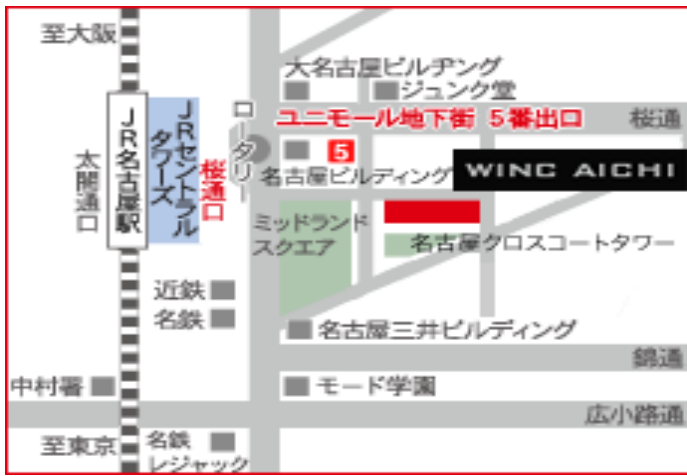 至大阪
大名古屋ビルヂング
ジュンク堂
ユニモール地下街 5番出口
桜通
ロータリー
JRセントラル
タワーズ
JR名古屋駅
太閤通口
桜通口
5
名古屋ビルディング
WINC AICHI
ミッドランド
スクエア
名古屋クロスコートタワー
近鉄
名鉄
名古屋三井ビルディング
錦通
中村署
モード学園
広小路通
至東京
名鉄
レジャック